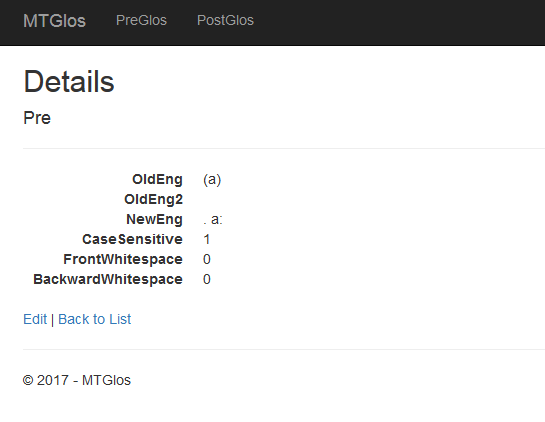 MTGlos PreGlos PostGlos
Details
Pre
OldEng (a)
OldEng2
NewEng . a:
CaseSensitive 1
FrontWhitespace 0
BackwardWhitespace 0
Edit | Back to List
© 2017 - MTGlos